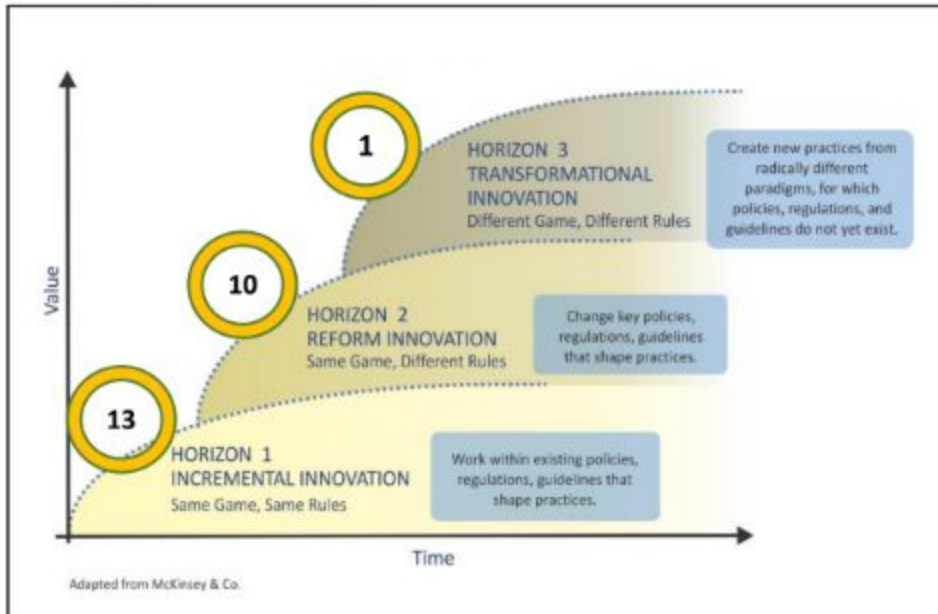 1
HORIZON 3
TRANSFORMATIONAL
INNOVATION
Different Game, Different Rules
Create new practices from
radically different
paradigms, for which
policies, regulations, and
guidelines do not yet exist.
10
HORIZON 2
REFORM INNOVATION
Same Game, Different Rules
Change key policies,
regulations, guidelines
that shape practices.
13
HORIZON 1
INCREMENTAL INNOVATION
Same Game, Same Rules
Work within existing policies,
regulations, guidelines that
shape practices.
Value
Time
Adapted from McKinsey & Co.